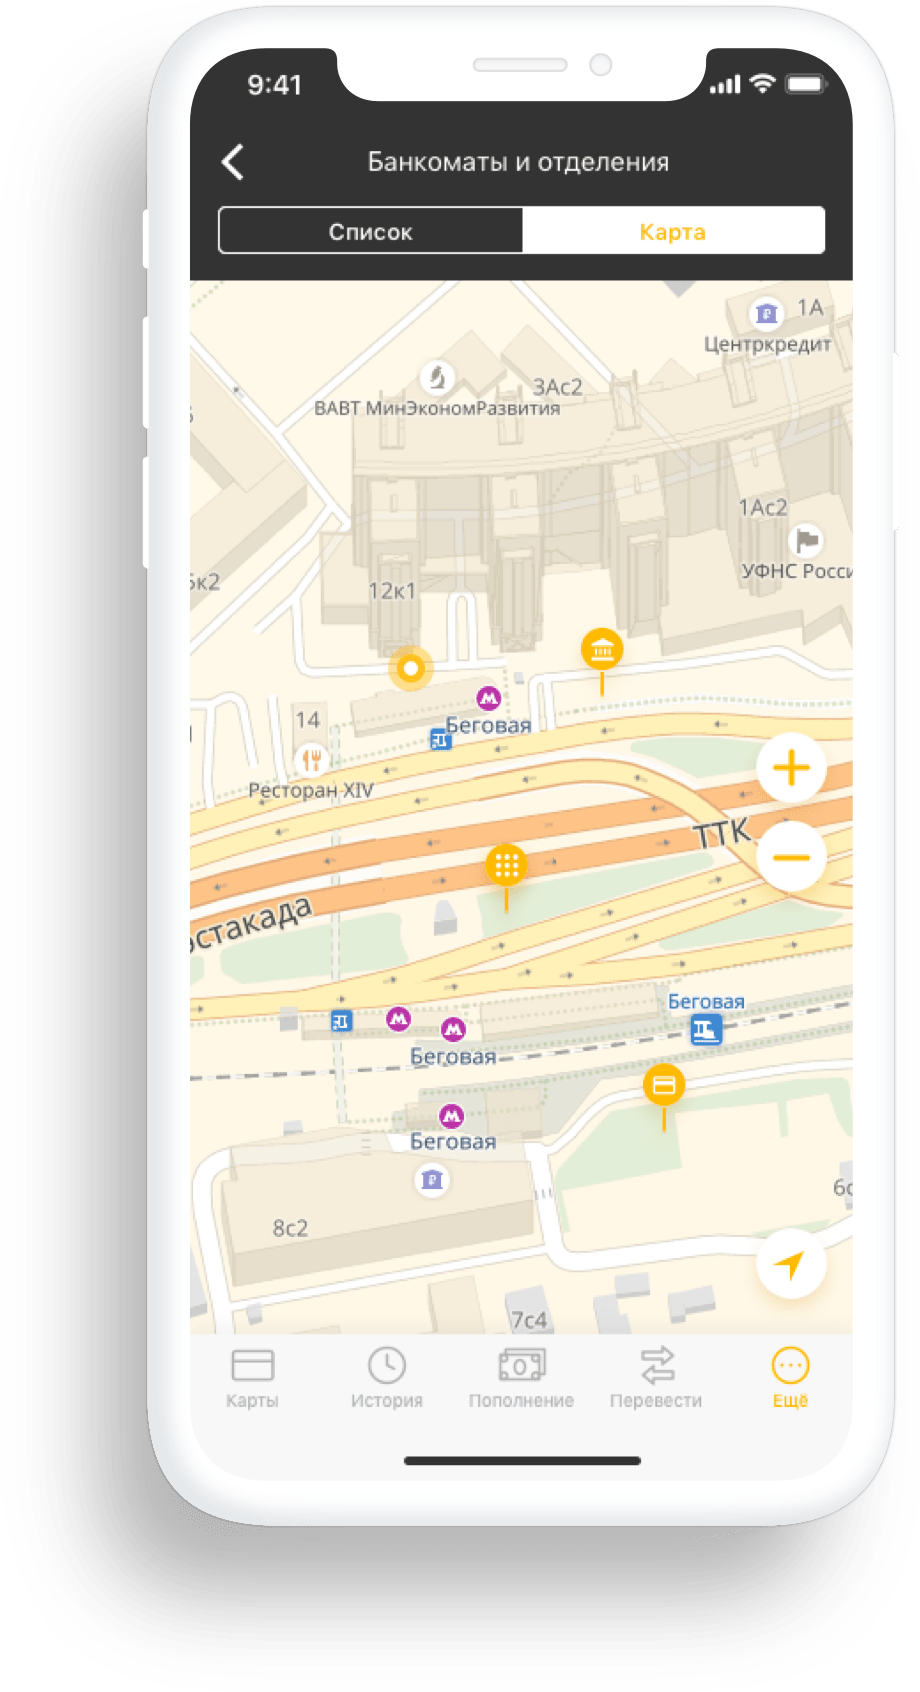 9:41
Банкоматы и отделения
Список
Карта
1А
Центркредит
3Ас2
ВАВТ МинЭкономРазвития
1Ас2
УФНС Росси
к2
12к1
14
Беговая
Ресторан XIV
ТТК
эстакада
Беговая
Беговая
Беговая
8с2
6с
7с4
Карты
История
Пополнение
Перевести
Ещё